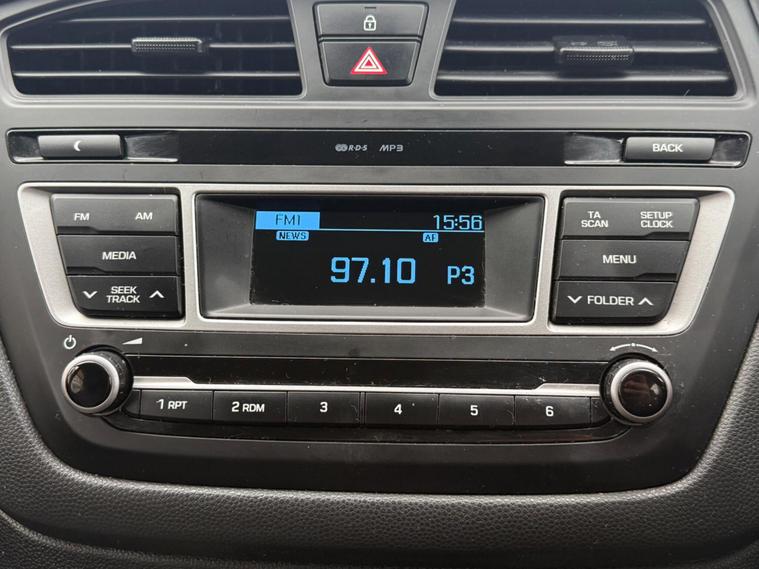 R·D·S MP3
BACK
FM AM
MEDIA
SEEK
TRACK
FM1 15:56
NEWS AF
97.10 P3
TA
SCAN
SETUP
CLOCK
MENU
FOLDER
1 RPT 2 RDM 3 4 5 6